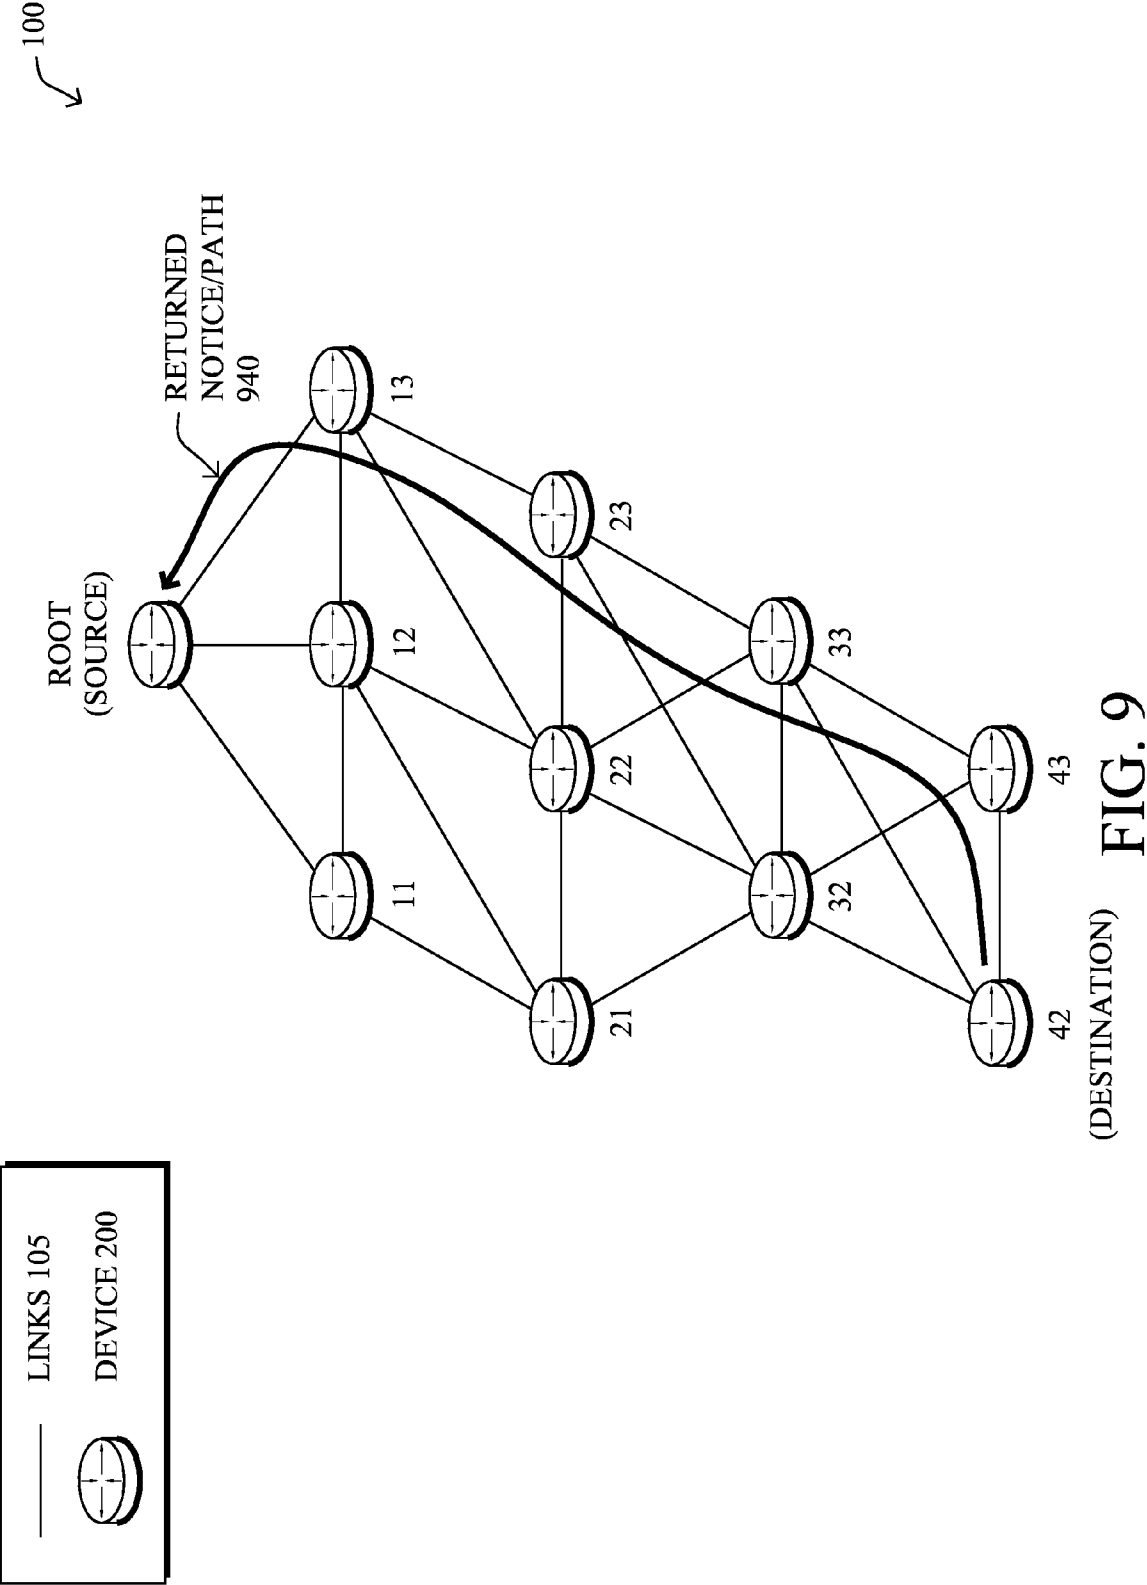 100
ROOT
(SOURCE)
RETURNED
NOTICE/PATH
940
11
12
13
21
22
23
32
33
42
(DESTINATION)
43
LINKS 105
DEVICE 200
FIG. 9